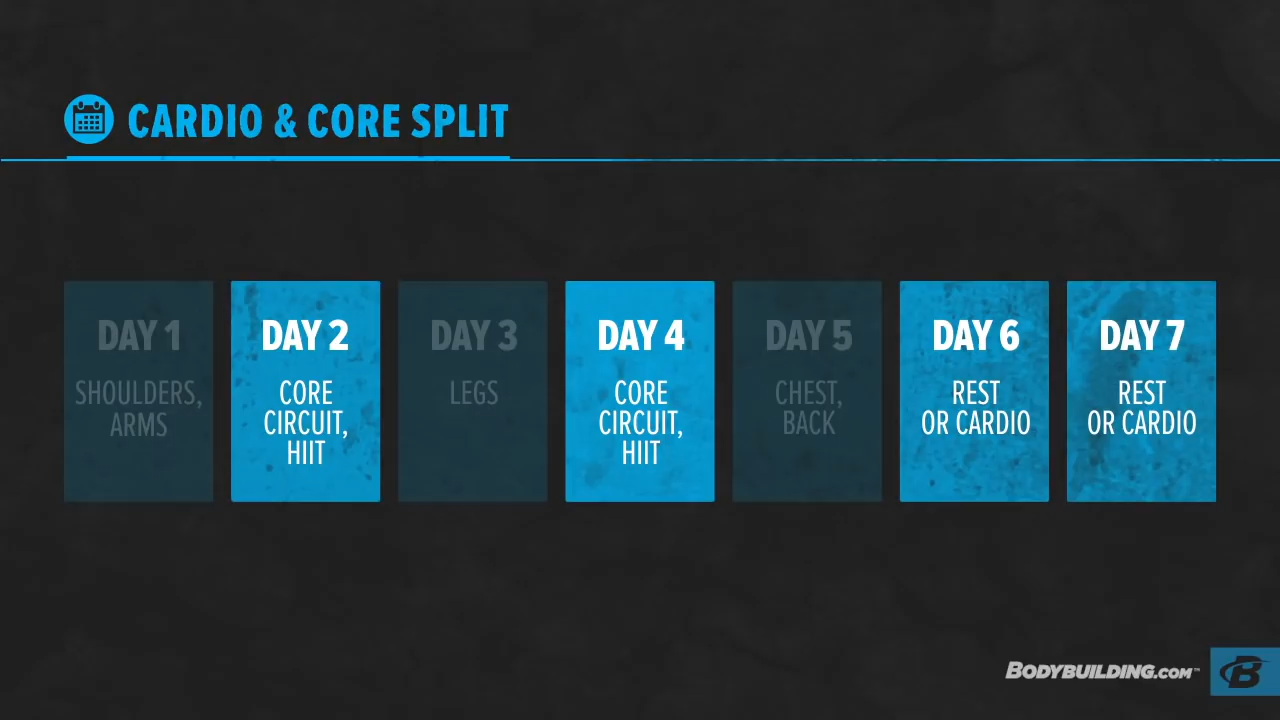 CARDIO & CORE SPLIT
DAY 1
SHOULDERS,
ARMS
DAY 2
CORE
CIRCUIT,
HIIT
DAY 3
LEGS
DAY 4
CORE
CIRCUIT,
HIIT
DAY 5
CHEST,
BACK
DAY 6
REST
OR CARDIO
DAY 7
REST
OR CARDIO
BODYBUILDING.COM™ B